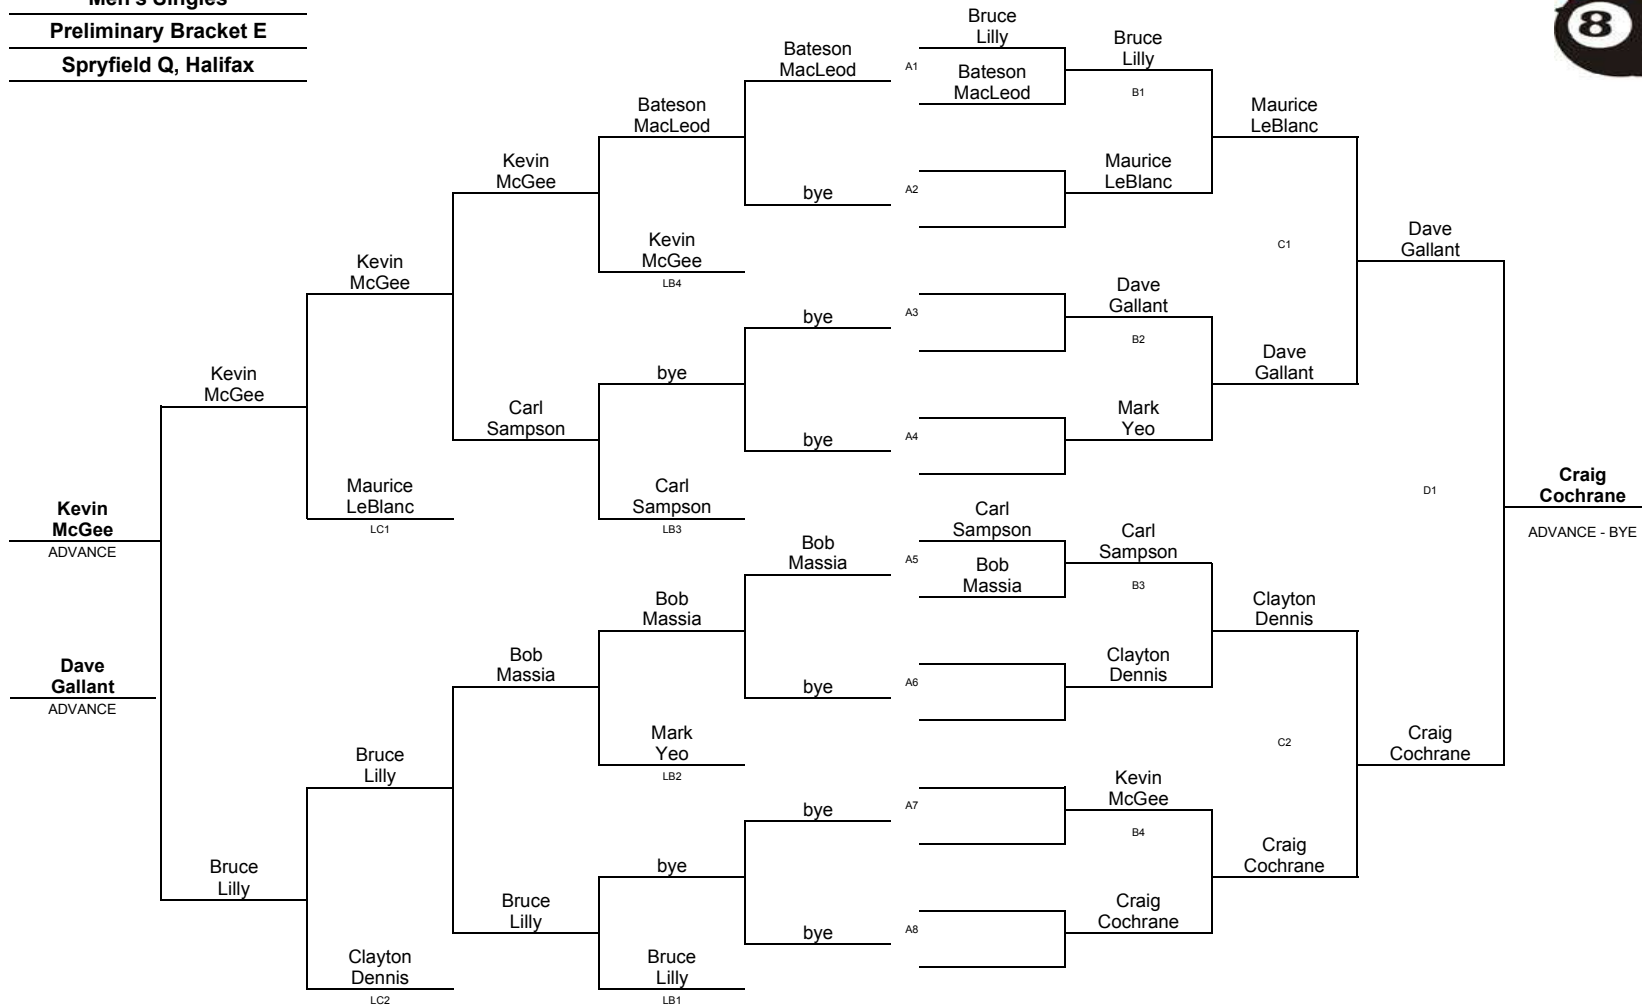 Men's Singles
Preliminary Bracket E
Spryfield Q, Halifax
8
Bruce
Lilly
Bruce
Lilly
Bateson
MacLeod
A1
Bateson
MacLeod
B1
Bateson
MacLeod
Maurice
LeBlanc
Kevin
McGee
Maurice
LeBlanc
bye
A2
Kevin
McGee
LB4
C1
Dave
Gallant
Kevin
McGee
Dave
Gallant
bye
A3
B2
Dave
Gallant
Kevin
McGee
bye
Carl
Sampson
Mark
Yeo
bye
A4
Maurice
LeBlanc
LC1
Carl
Sampson
LB3
D1
Craig
Cochrane
ADVANCE - BYE
Kevin
McGee
ADVANCE
Carl
Sampson
Carl
Sampson
Bob
Massia
A5
Bob
Massia
B3
Bob
Massia
Clayton
Dennis
Dave
Gallant
ADVANCE
Bob
Massia
Clayton
Dennis
bye
A6
Mark
Yeo
LB2
C2
Craig
Cochrane
Bruce
Lilly
Kevin
McGee
bye
A7
B4
Craig
Cochrane
Bruce
Lilly
bye
Bruce
Lilly
Craig
Cochrane
bye
A8
Clayton
Dennis
LC2
Bruce
Lilly
LB1